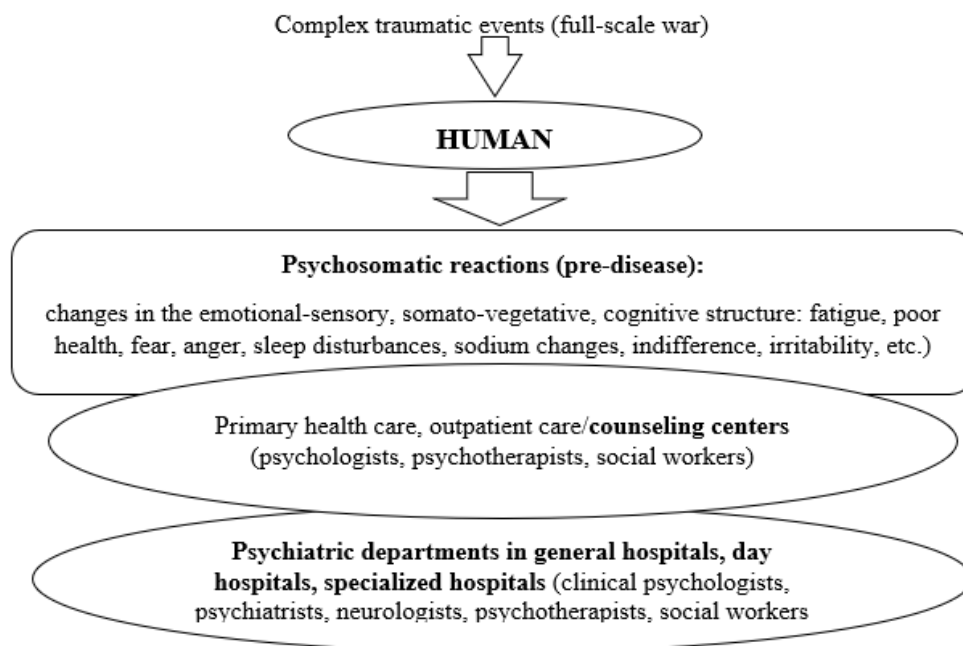 Complex traumatic events (full-scale war)
HUMAN
Psychosomatic reactions (pre-disease):
changes in the emotional-sensory, somato-vegetative, cognitive structure: fatigue, poor
health, fear, anger, sleep disturbances, sodium changes, indifference, irritability, etc.)
Primary health care, outpatient care/counseling centers
(psychologists, psychotherapists, social workers)
Psychiatric departments in general hospitals, day
hospitals, specialized hospitals (clinical psychologists,
psychiatrists, neurologists, psychotherapists, social workers